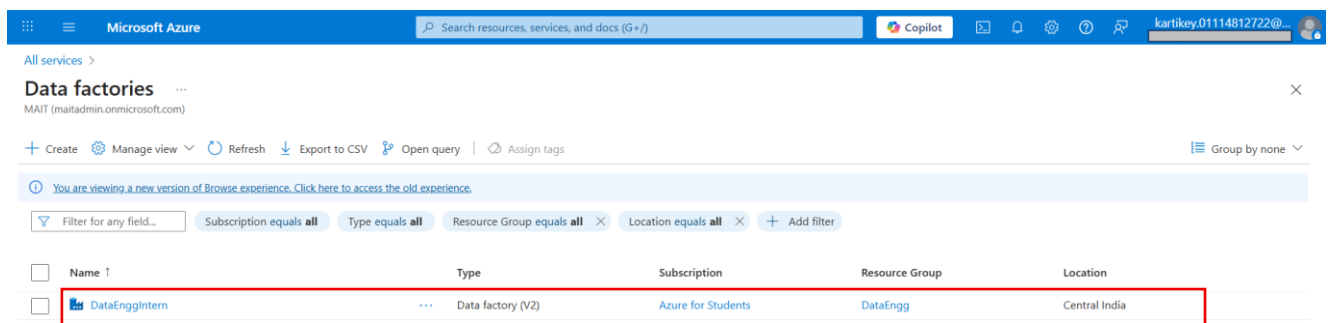 Microsoft Azure Search resources, services, and docs (G+/) Copilot kartikey.01114812722@...
All services >
Data factories ...
MAIT (maitadmin.onmicrosoft.com)
+ Create Manage view Refresh Export to CSV Open query | Assign tags Group by none
You are viewing a new version of Browse experience. Click here to access the old experience.
Filter for any field... Subscription equals all Type equals all Resource Group equals all × Location equals all × + Add filter
Name ↑ Type Subscription Resource Group Location
DataEnggIntern ... Data factory (V2) Azure for Students DataEngg Central India